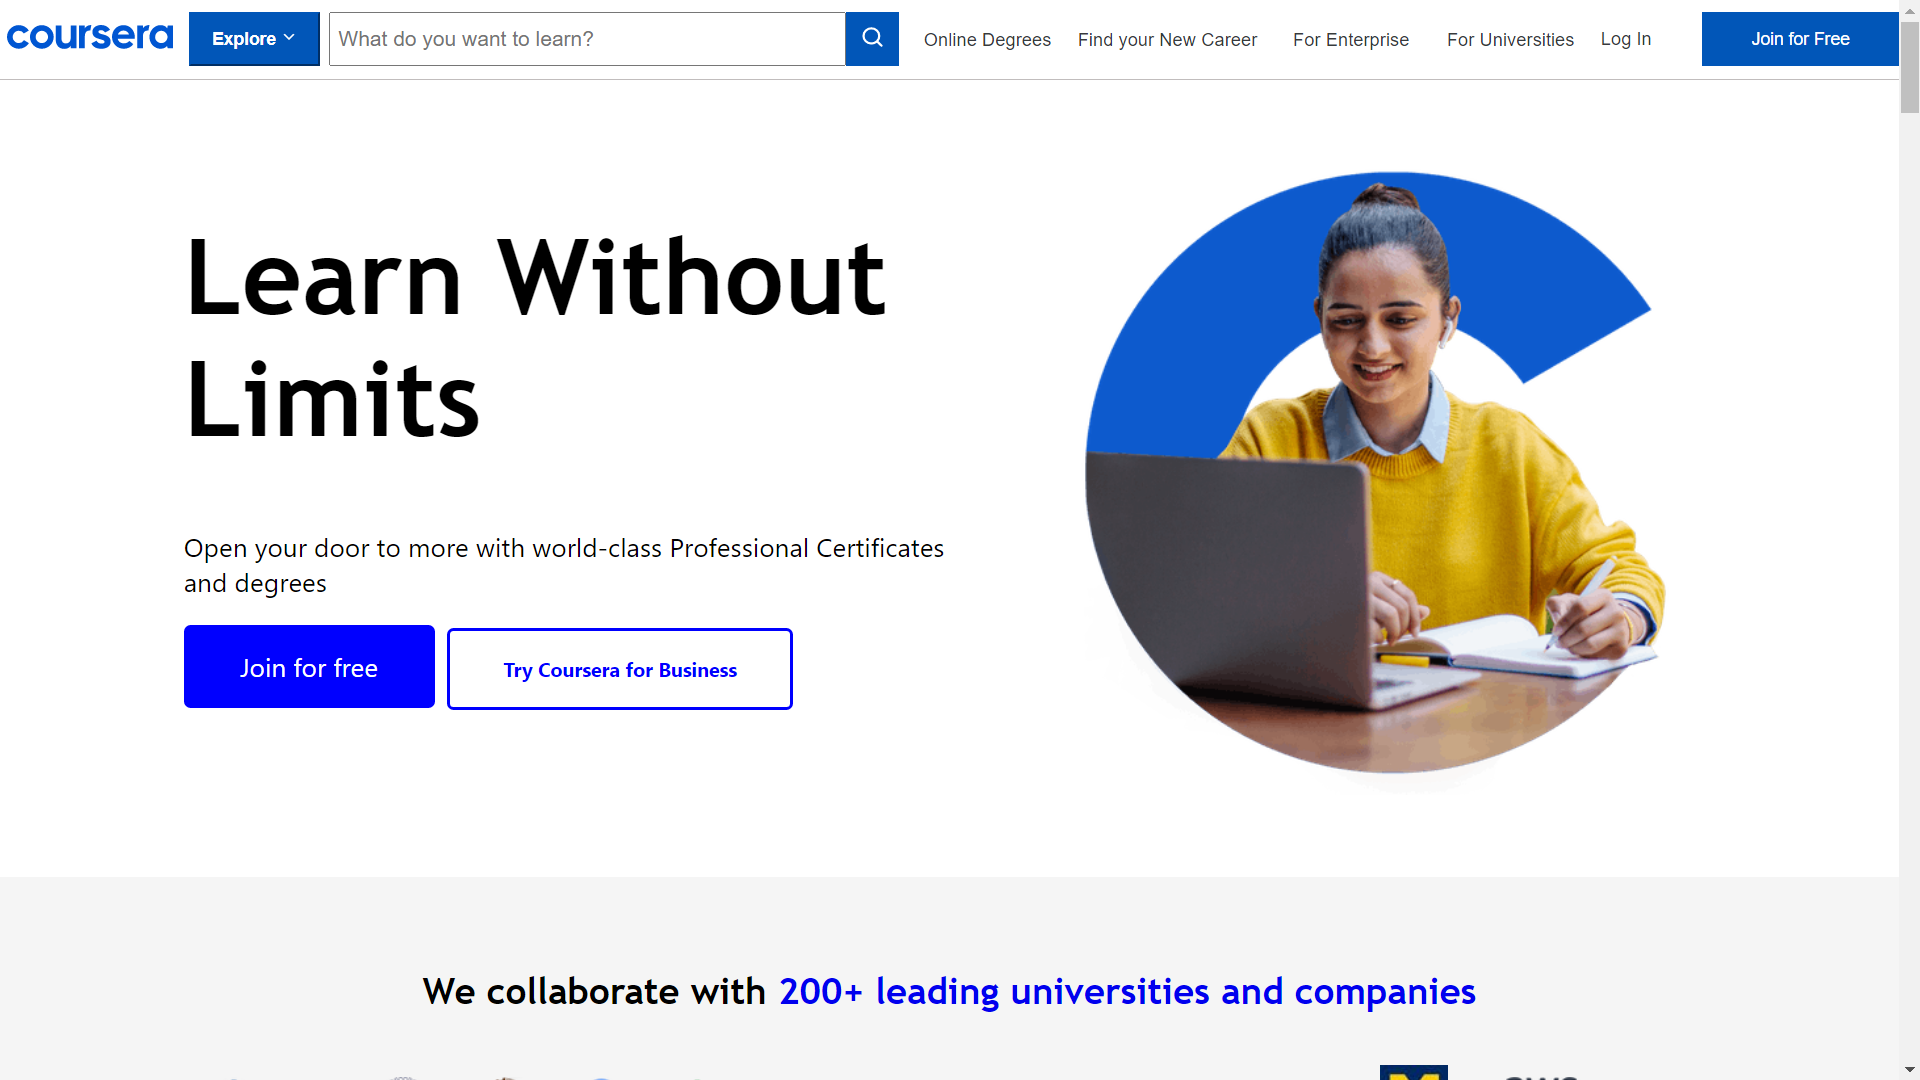 coursera
Explore
What do you want to learn?
Online Degrees
Find your New Career
For Enterprise
For Universities
Log In
Join for Free
Learn Without
Limits
Open your door to more with world-class Professional Certificates
and degrees
Join for free
Try Coursera for Business
We collaborate with 200+ leading universities and companies